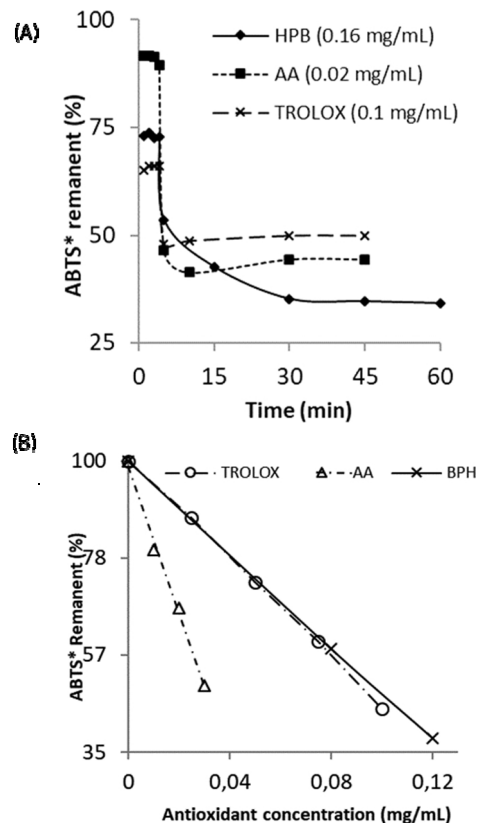 (A)
ABTS* remanent (%)
100
75
50
25
HPB (0.16 mg/mL)
AA (0.02 mg/mL)
TROLOX (0.1 mg/mL)
0 15 30 45 60
Time (min)
(B)
ABTS* Remanent (%)
100
78
57
35
TROLOX AA BPH
0 0,04 0,08 0,12
Antioxidant concentration (mg/mL)